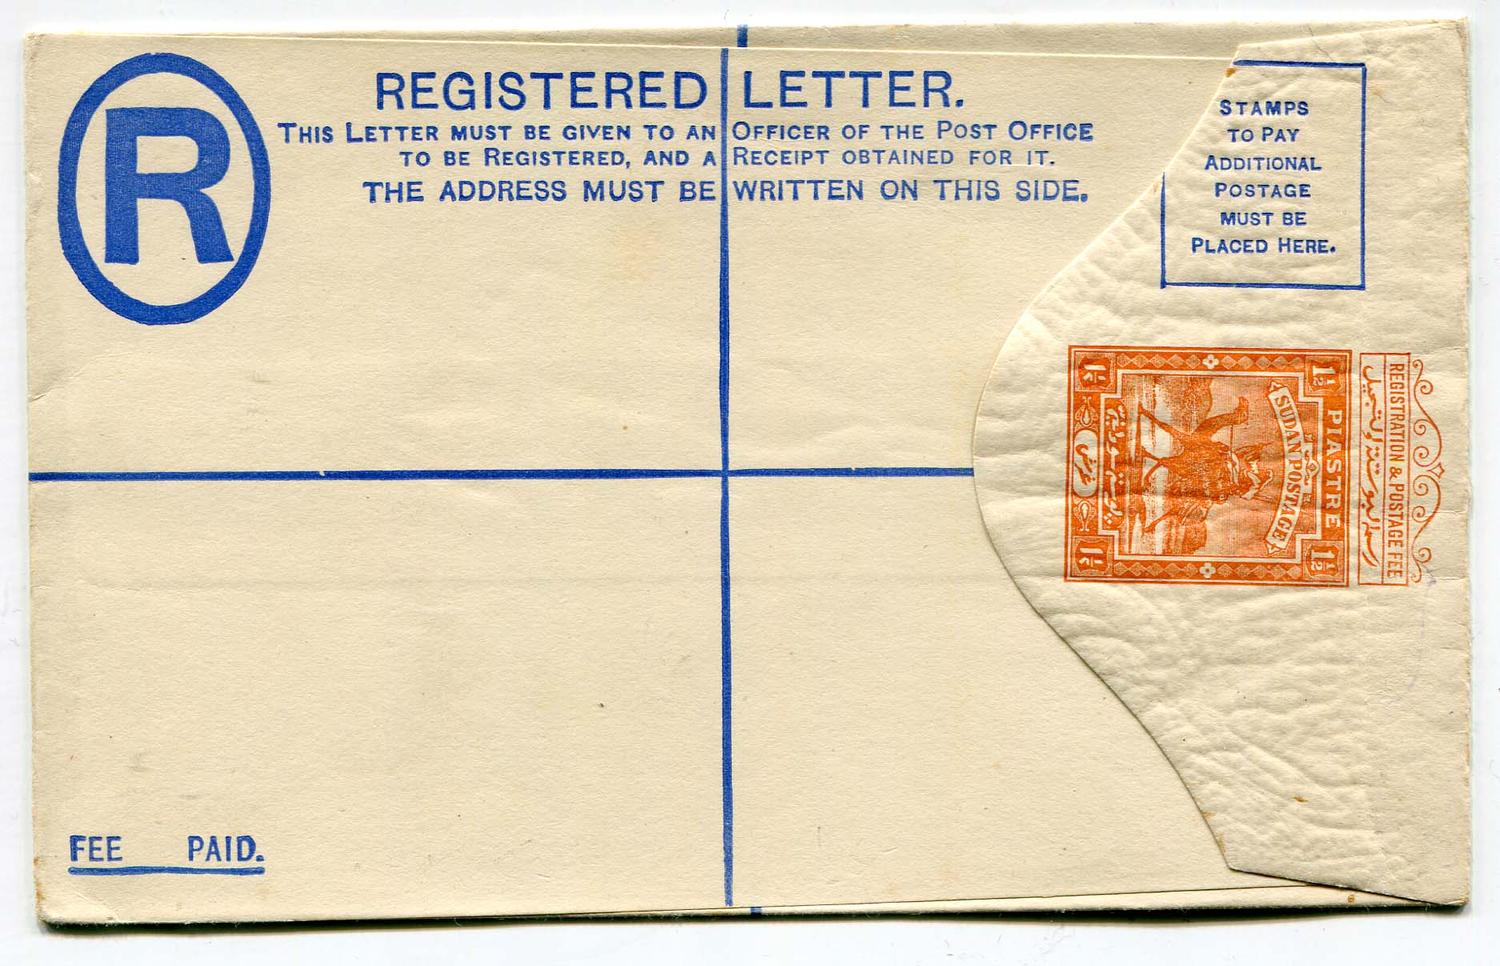 R
REGISTERED LETTER.
THIS LETTER MUST BE GIVEN TO AN OFFICER OF THE POST OFFICE
TO BE REGISTERED, AND A RECEIPT OBTAINED FOR IT.
THE ADDRESS MUST BE WRITTEN ON THIS SIDE.
STAMPS
TO PAY
ADDITIONAL
POSTAGE
MUST BE
PLACED HERE.
REGISTRATION & POSTAGE FEE
1½ PIASTRE 1½
SUDAN POSTAGE
FEE PAID.